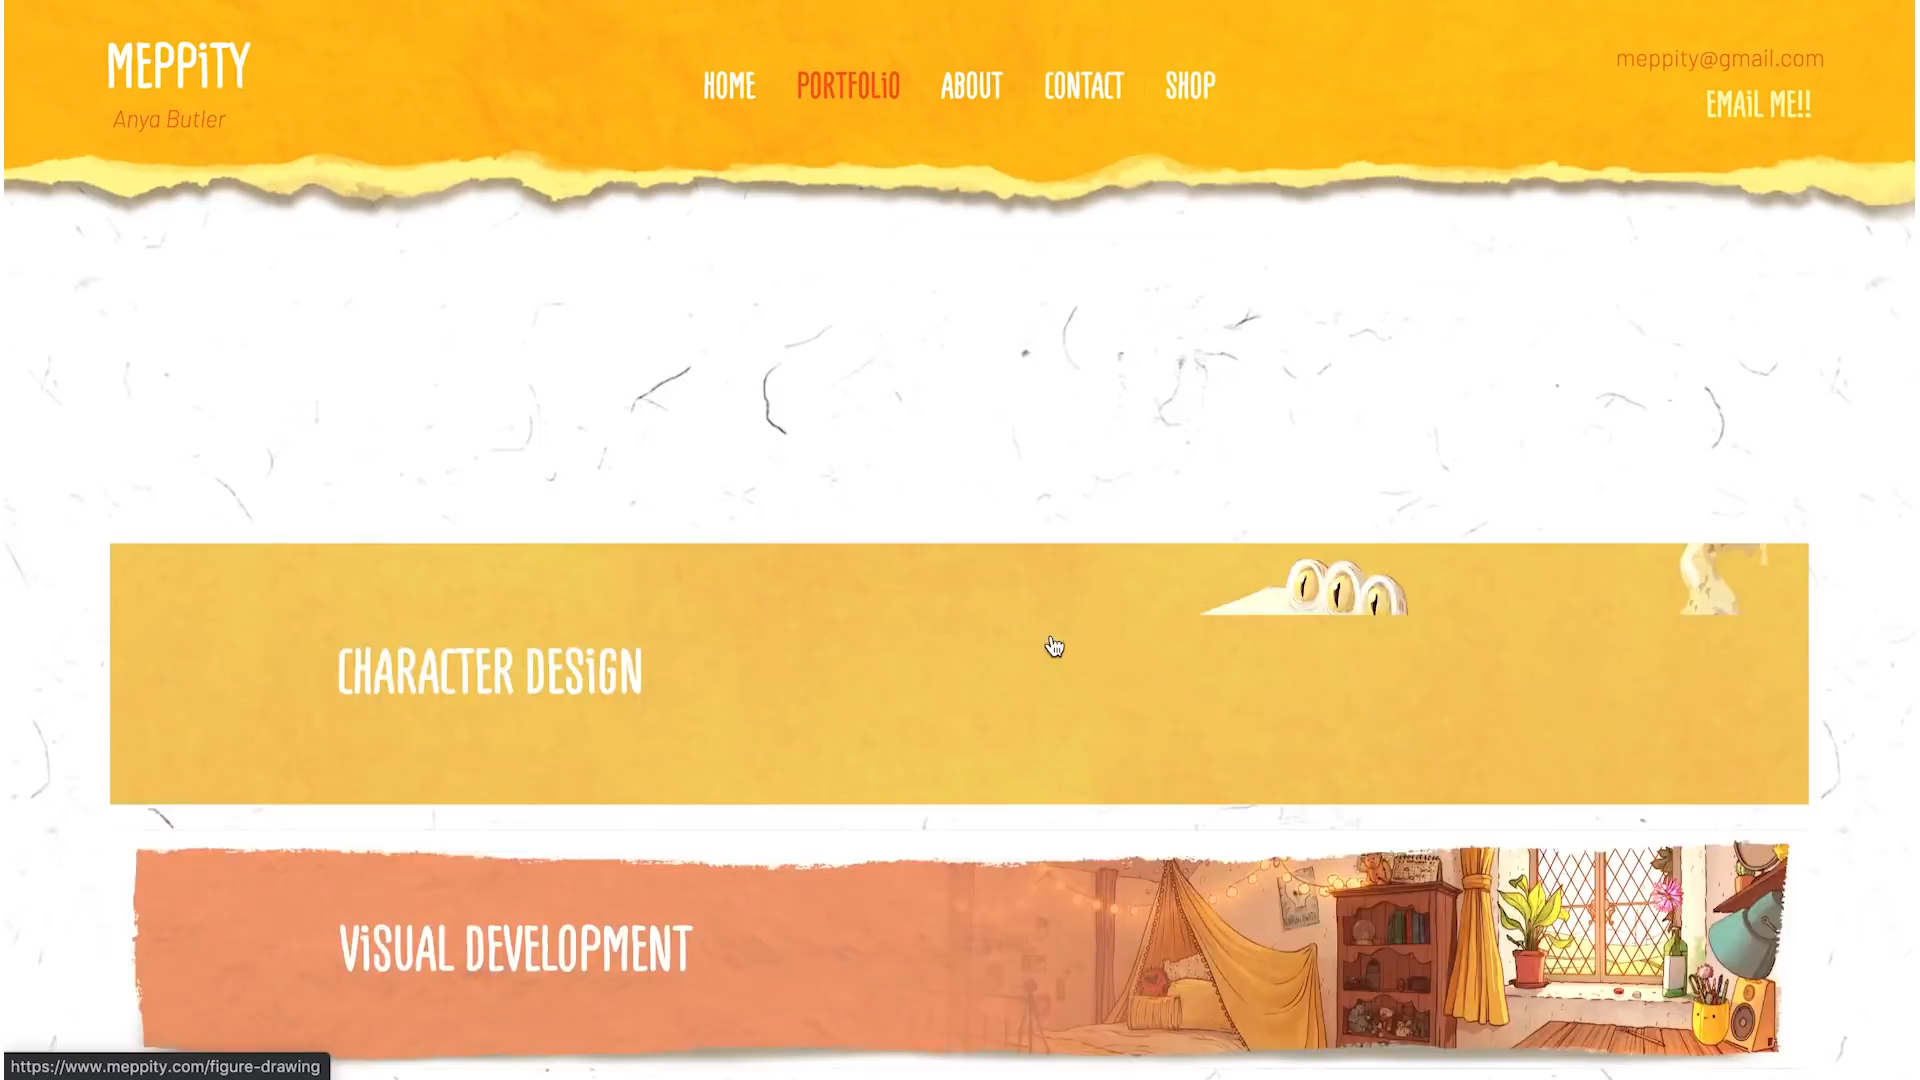 MEPPiTY
Anya Butler
HOME PORTFOLiO ABOUT CONTACT SHOP
meppity@gmail.com
EMAiL ME!!
CHARACTER DESiGN
ViSUAL DEVELOPMENT
https://www.meppity.com/figure-drawing